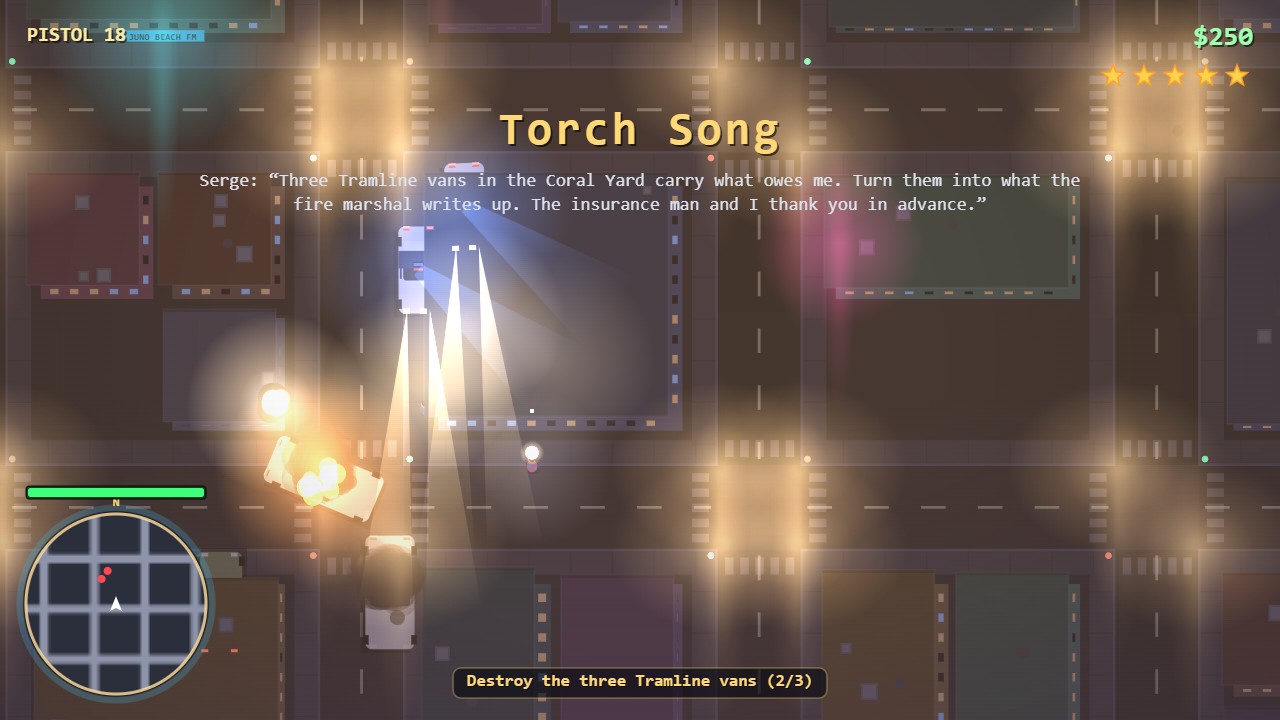 PISTOL 18
JUNO BEACH FM
$250
Torch Song
Serge: “Three Tramline vans in the Coral Yard carry what owes me. Turn them into what the
fire marshal writes up. The insurance man and I thank you in advance.”
N
Destroy the three Tramline vans (2/3)